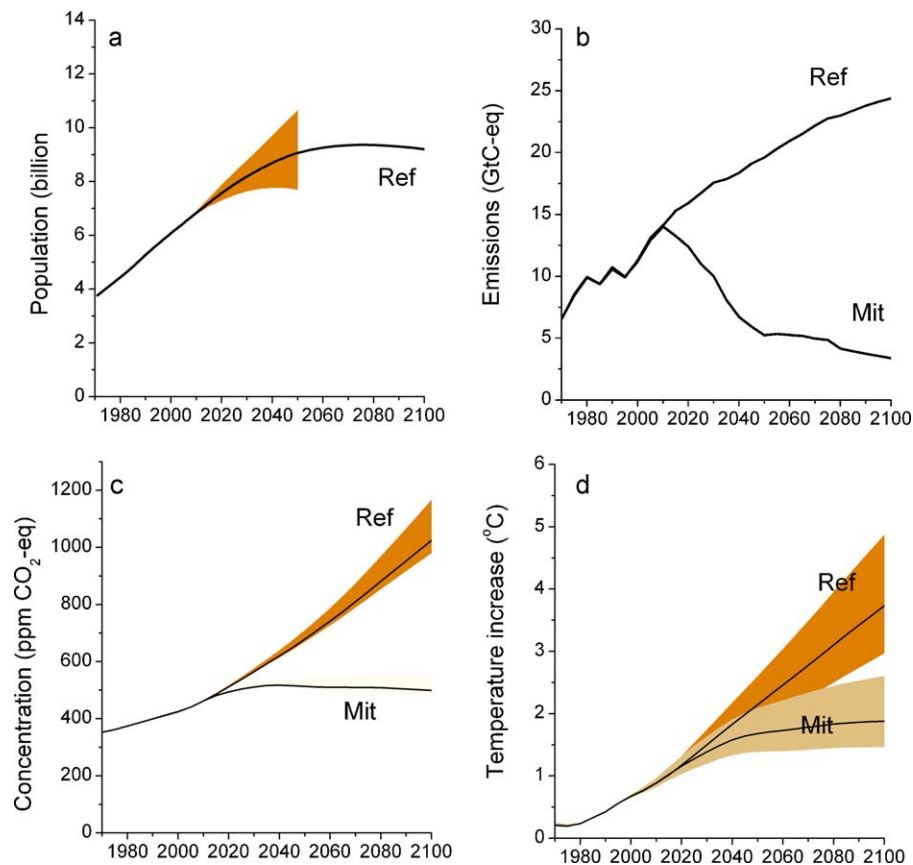 a
Population (billion
14
12
10
8
6
4
2
0
Ref
1980 2000 2020 2040 2060 2080 2100
b
Emissions (GtC-eq)
30
25
20
15
10
5
0
Ref
Mit
1980 2000 2020 2040 2060 2080 2100
c
Concentration (ppm CO₂-eq)
1200
1000
800
600
400
200
0
Ref
Mit
1980 2000 2020 2040 2060 2080 2100
d
Temperature increase (°C)
6
5
4
3
2
1
0
Ref
Mit
1980 2000 2020 2040 2060 2080 2100